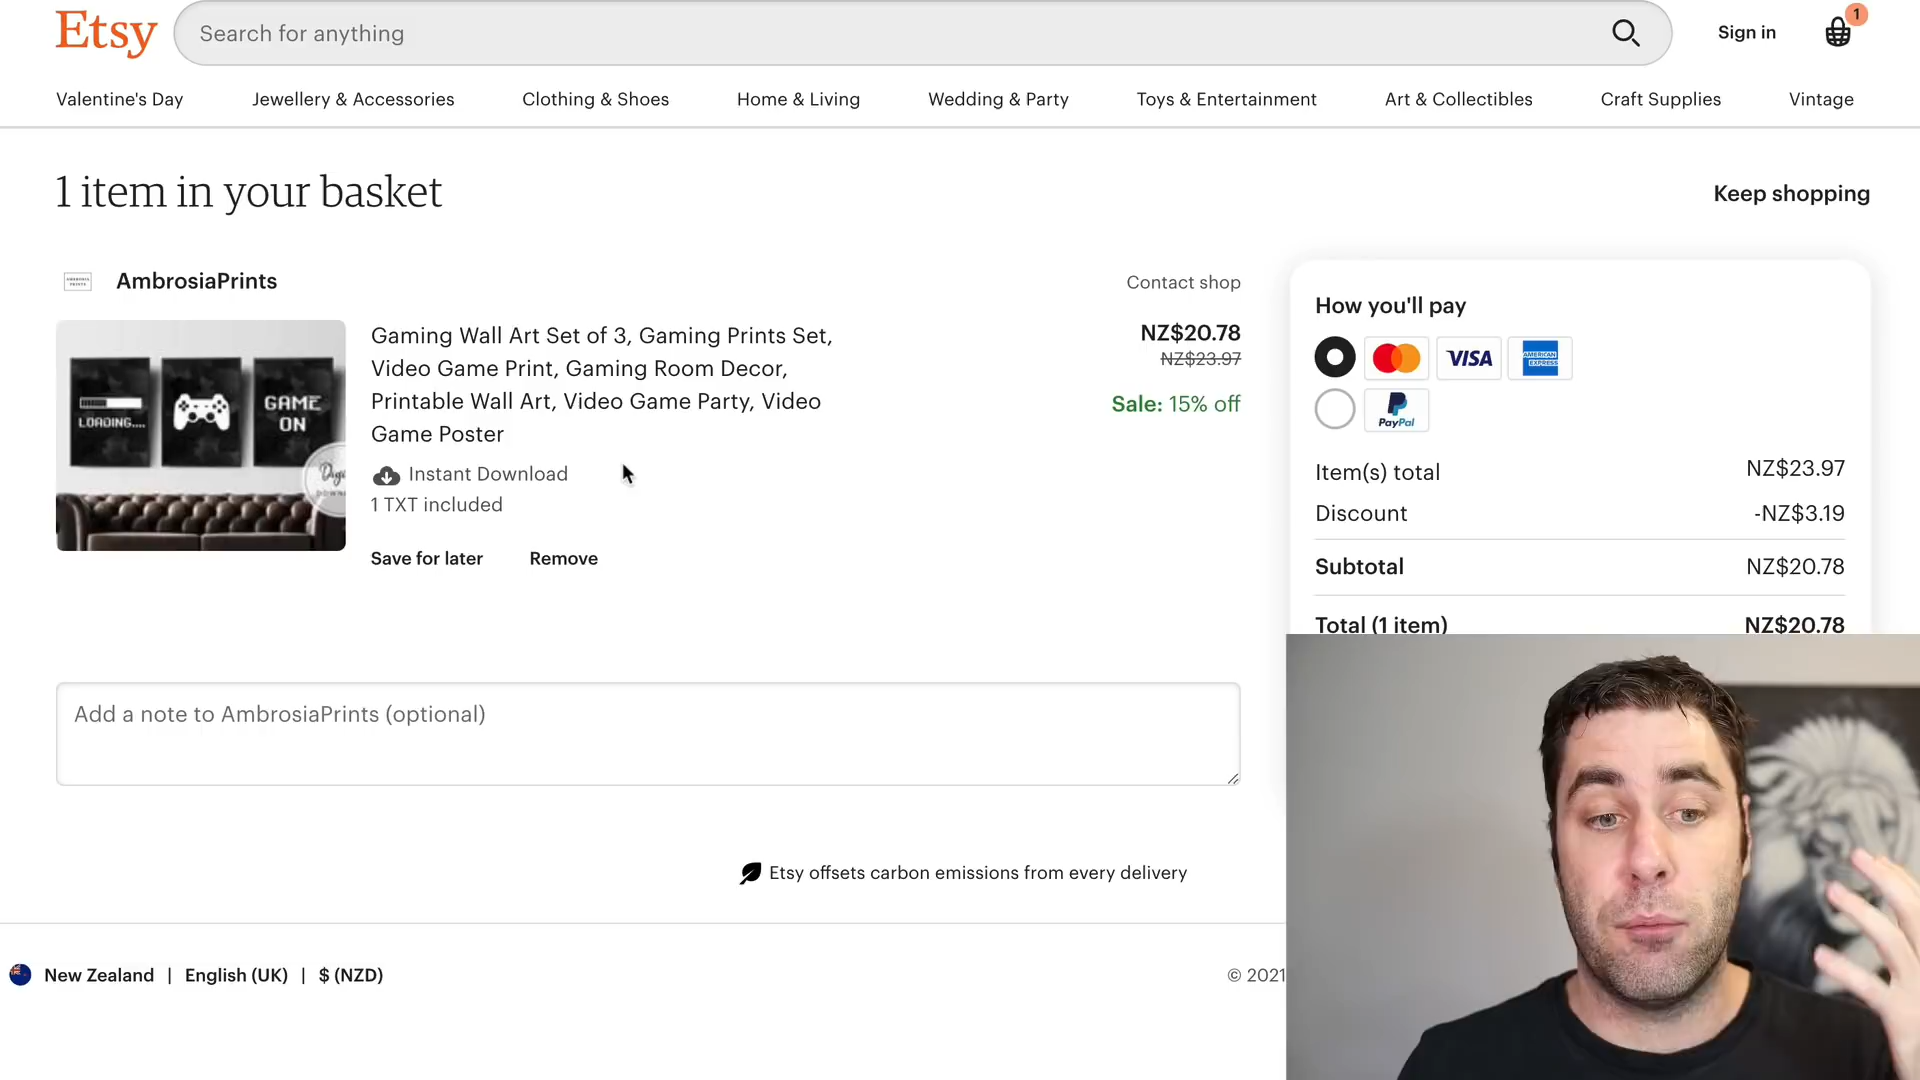 Etsy
Search for anything
Sign in
1
Valentine's Day
Jewellery & Accessories
Clothing & Shoes
Home & Living
Wedding & Party
Toys & Entertainment
Art & Collectibles
Craft Supplies
Vintage
1 item in your basket
Keep shopping
AmbrosiaPrints
Contact shop
LOADING....
GAME
ON
Gaming Wall Art Set of 3, Gaming Prints Set,
Video Game Print, Gaming Room Decor,
Printable Wall Art, Video Game Party, Video
Game Poster
Instant Download
1 TXT included
Save for later
Remove
NZ$20.78
NZ$23.97
Sale: 15% off
How you'll pay
VISA
AMERICAN
EXPRESS
PayPal
Item(s) total
NZ$23.97
Discount
-NZ$3.19
Subtotal
NZ$20.78
Total (1 item)
NZ$20.78
Add a note to AmbrosiaPrints (optional)
Etsy offsets carbon emissions from every delivery
New Zealand | English (UK) | $ (NZD)
© 2021